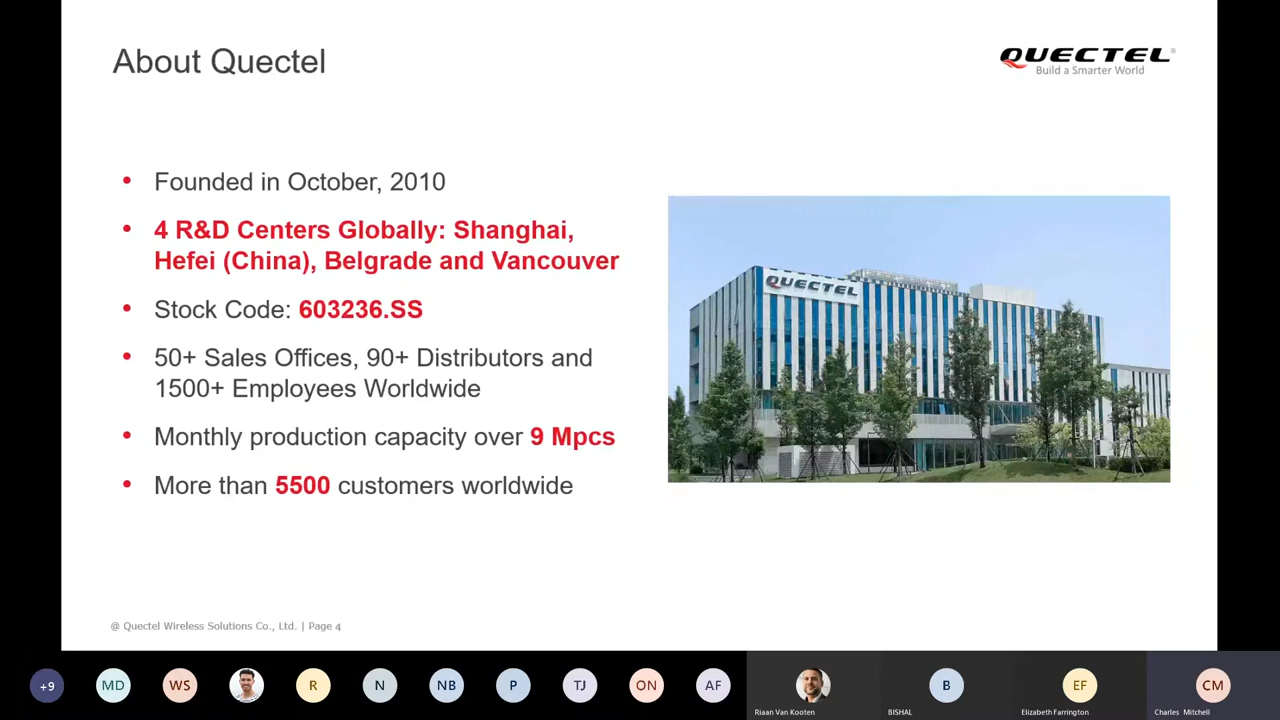 About Quectel
QUECTEL®
Build a Smarter World
• Founded in October, 2010
• 4 R&D Centers Globally: Shanghai,
Hefei (China), Belgrade and Vancouver
• Stock Code: 603236.SS
• 50+ Sales Offices, 90+ Distributors and
1500+ Employees Worldwide
• Monthly production capacity over 9 Mpcs
• More than 5500 customers worldwide
QUECTEL
@ Quectel Wireless Solutions Co., Ltd. | Page 4
+9 MD WS R N NB P TJ ON AF B EF CM
Riaan Van Kooten BISHAL Elizabeth Farrington Charles Mitchell